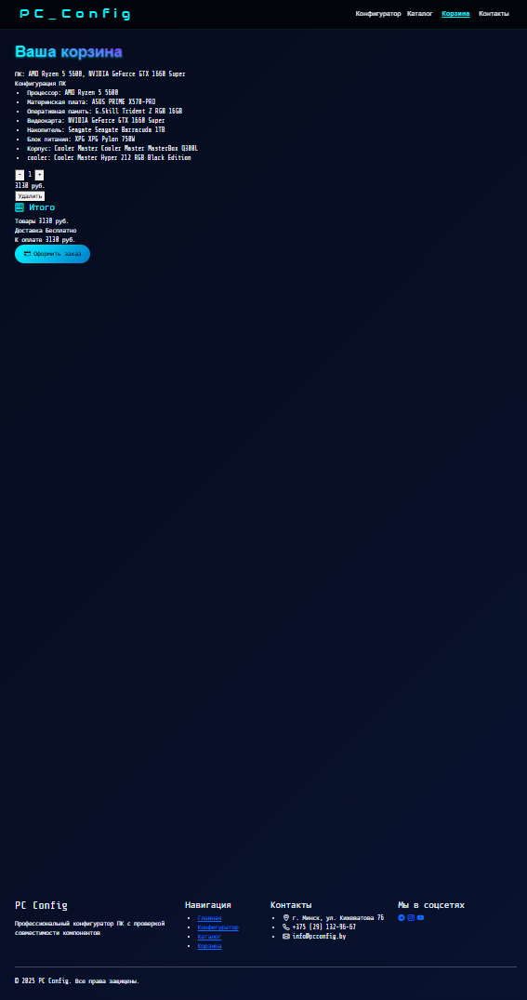 PC_Config
Конфигуратор Каталог Корзина Контакты
Ваша корзина
ПК: AMD Ryzen 5 5600, NVIDIA GeForce GTX 1660 Super
Конфигурация ПК
• Процессор: AMD Ryzen 5 5600
• Материнская плата: ASUS PRIME X570-PRO
• Оперативная память: G.Skill Trident Z RGB 16GB
• Видеокарта: NVIDIA GeForce GTX 1660 Super
• Накопитель: Seagate Seagate Barracuda 1TB
• Блок питания: XPG XPG Pylon 750W
• Корпус: Cooler Master Cooler Master MasterBox Q300L
• cooler: Cooler Master Hyper 212 RGB Black Edition
- 1 +
3130 руб.
Удалить
Итого
Товары 3130 руб.
Доставка Бесплатно
К оплате 3130 руб.
Оформить заказ
PC Config
Профессиональный конфигуратор ПК с проверкой
совместимости компонентов
Навигация
• Главная
• Конфигуратор
• Каталог
• Корзина
Контакты
• г. Минск, ул. Кижеватова 76
• +375 (29) 132-96-67
• info@pcconfig.by
Мы в соцсетях
© 2025 PC Config. Все права защищены.